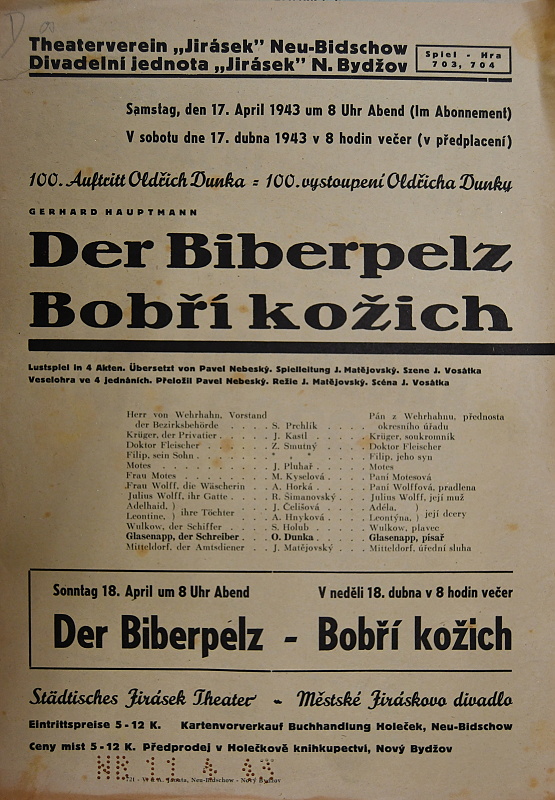 Theaterverein „Jirásek" Neu-Bidschow
Divadelní jednota „Jirásek" N. Bydžov
Spiel - Hra
703, 704
Samstag, den 17. April 1943 um 8 Uhr Abend (Im Abonnement)
V sobotu dne 17. dubna 1943 v 8 hodin večer (v předplacení)
100. Auftritt Oldřich Dunka = 100. vystoupení Oldřicha Dunky
GERHARD HAUPTMANN
Der Biberpelz
Bobří kožich
Lustspiel in 4 Akten. Übersetzt von Pavel Nebeský. Spielleitung J. Matějovský. Szene J. Vosátka
Veselohra ve 4 jednáních. Přeložil Pavel Nebeský. Režie J. Matějovský. Scéna J. Vosátka
Herr von Wehrhahn, Vorstand Pán z Wehrhahnu, přednosta
der Bezirksbehörde . . . . . S. Prchlík . . . . okresního úřadu
Krüger, der Privatier . . . . . J. Kastl . . . . Krüger, soukromník
Doktor Fleischer . . . . . Z. Smutný . . . . Doktor Fleischer
Filip, sein Sohn . . . . . " " . . . . Filip, jeho syn
Motes . . . . . J. Pluhař . . . . Motes
Frau Motes . . . . . M. Kyselová . . . . Paní Motesová
Frau Wolff, die Wäscherin . . A. Horká . . . . Paní Wolffová, pradlena
Julius Wolff, ihr Gatte . . . R. Šimanovský . . . Julius Wolff, její muž
Adelhaid, ) ihre Töchter . . J. Čelišová . . . Adéla, ) její dcery
Leontine, ) . . A. Hnyková . . . Leontýna, )
Wulkow, der Schiffer . . . . S. Holub . . . . Wulkow, plavec
Glasenapp, der Schreiber . . . O. Dunka . . . . Glasenapp, písař
Mitteldorf, der Amtsdiener . . J. Matějovský . . . Mitteldorf, úřední sluha
Sonntag 18. April um 8 Uhr Abend V neděli 18. dubna v 8 hodin večer
Der Biberpelz - Bobří kožich
Städtisches Jirásek Theater - Městské Jiráskovo divadlo
Eintrittspreise 5 - 12 K. Kartenvorverkauf Buchhandlung Holeček, Neu-Bidschow
Ceny míst 5 - 12 K. Předprodej v Holečkově knihkupectví, Nový Bydžov
Neu-Bidschow - Nový Bydžov